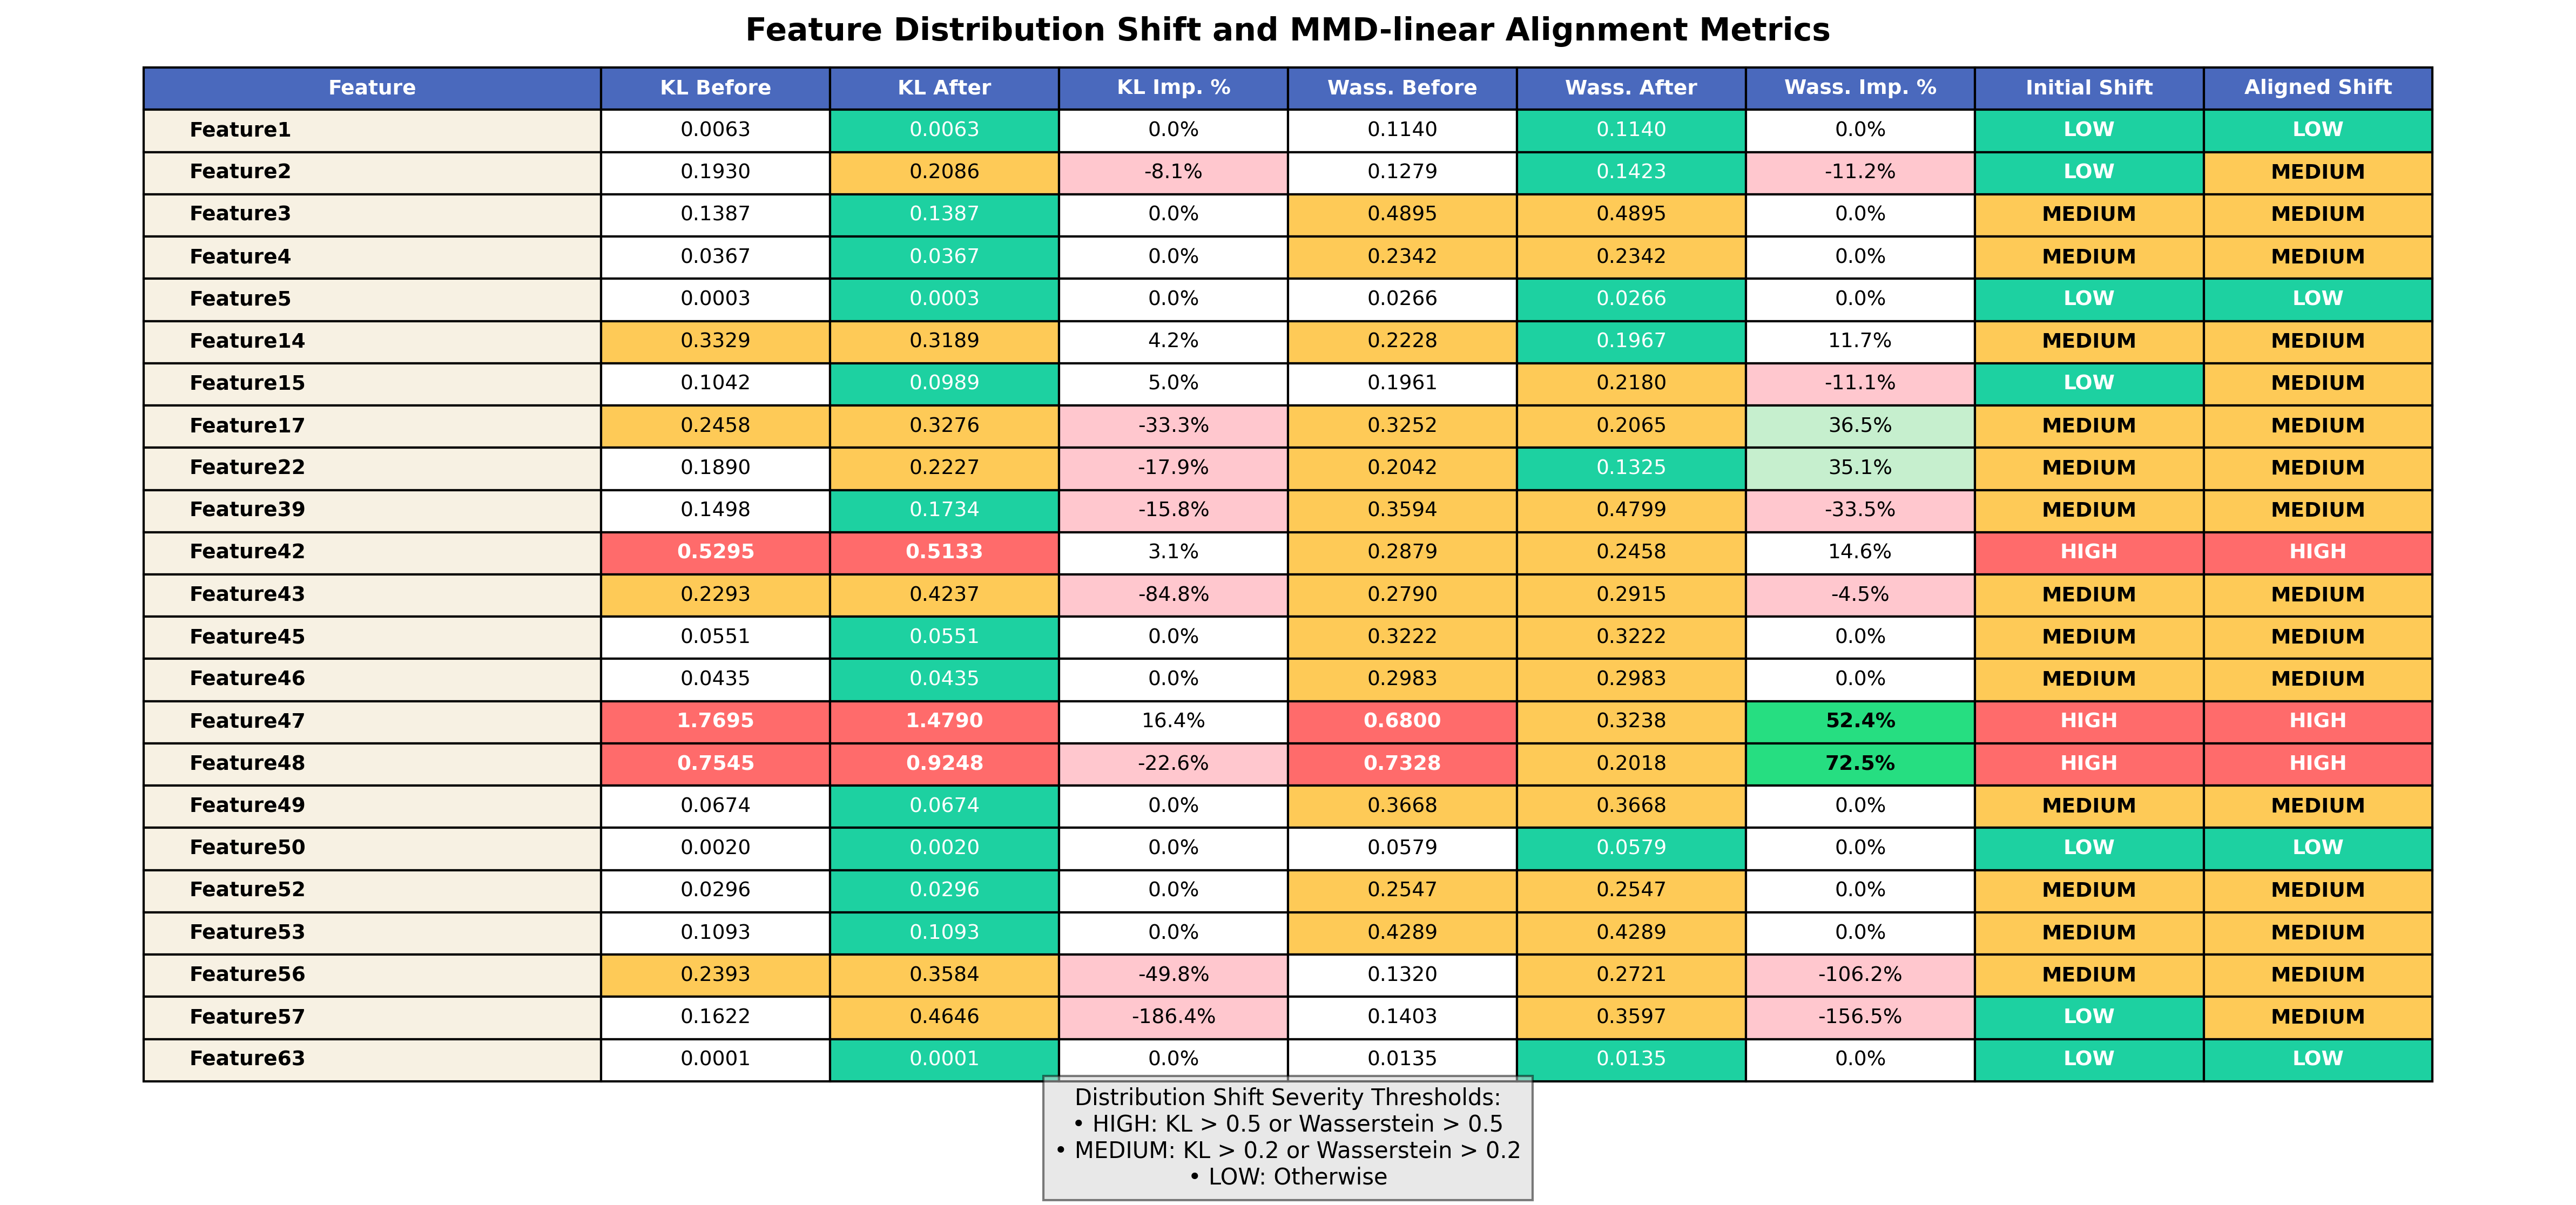 Feature Distribution Shift and MMD-linear Alignment Metrics
Feature KL Before KL After KL Imp. % Wass. Before Wass. After Wass. Imp. % Initial Shift Aligned Shift
Feature1 0.0063 0.0063 0.0% 0.1140 0.1140 0.0% LOW LOW
Feature2 0.1930 0.2086 -8.1% 0.1279 0.1423 -11.2% LOW MEDIUM
Feature3 0.1387 0.1387 0.0% 0.4895 0.4895 0.0% MEDIUM MEDIUM
Feature4 0.0367 0.0367 0.0% 0.2342 0.2342 0.0% MEDIUM MEDIUM
Feature5 0.0003 0.0003 0.0% 0.0266 0.0266 0.0% LOW LOW
Feature14 0.3329 0.3189 4.2% 0.2228 0.1967 11.7% MEDIUM MEDIUM
Feature15 0.1042 0.0989 5.0% 0.1961 0.2180 -11.1% LOW MEDIUM
Feature17 0.2458 0.3276 -33.3% 0.3252 0.2065 36.5% MEDIUM MEDIUM
Feature22 0.1890 0.2227 -17.9% 0.2042 0.1325 35.1% MEDIUM MEDIUM
Feature39 0.1498 0.1734 -15.8% 0.3594 0.4799 -33.5% MEDIUM MEDIUM
Feature42 0.5295 0.5133 3.1% 0.2879 0.2458 14.6% HIGH HIGH
Feature43 0.2293 0.4237 -84.8% 0.2790 0.2915 -4.5% MEDIUM MEDIUM
Feature45 0.0551 0.0551 0.0% 0.3222 0.3222 0.0% MEDIUM MEDIUM
Feature46 0.0435 0.0435 0.0% 0.2983 0.2983 0.0% MEDIUM MEDIUM
Feature47 1.7695 1.4790 16.4% 0.6800 0.3238 52.4% HIGH HIGH
Feature48 0.7545 0.9248 -22.6% 0.7328 0.2018 72.5% HIGH HIGH
Feature49 0.0674 0.0674 0.0% 0.3668 0.3668 0.0% MEDIUM MEDIUM
Feature50 0.0020 0.0020 0.0% 0.0579 0.0579 0.0% LOW LOW
Feature52 0.0296 0.0296 0.0% 0.2547 0.2547 0.0% MEDIUM MEDIUM
Feature53 0.1093 0.1093 0.0% 0.4289 0.4289 0.0% MEDIUM MEDIUM
Feature56 0.2393 0.3584 -49.8% 0.1320 0.2721 -106.2% MEDIUM MEDIUM
Feature57 0.1622 0.4646 -186.4% 0.1403 0.3597 -156.5% LOW MEDIUM
Feature63 0.0001 0.0001 0.0% 0.0135 0.0135 0.0% LOW LOW
Distribution Shift Severity Thresholds:
• HIGH: KL > 0.5 or Wasserstein > 0.5
• MEDIUM: KL > 0.2 or Wasserstein > 0.2
• LOW: Otherwise